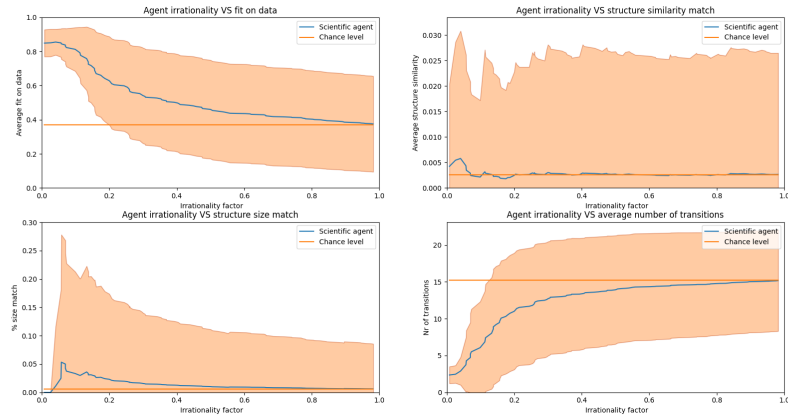 Agent irrationality VS fit on data
Average fit on data
1.0
0.8
0.6
0.4
0.2
0.0
0.0 0.2 0.4 0.6 0.8 1.0
Irrationality factor
Scientific agent
Chance level
Agent irrationality VS structure similarity match
Average structure similarity
0.030
0.025
0.020
0.015
0.010
0.005
0.000
0.0 0.2 0.4 0.6 0.8 1.0
Irrationality factor
Scientific agent
Chance level
Agent irrationality VS structure size match
% size match
0.30
0.25
0.20
0.15
0.10
0.05
0.00
0.0 0.2 0.4 0.6 0.8 1.0
Irrationality factor
Scientific agent
Chance level
Agent irrationality VS average number of transitions
Nr of transitions
20
15
10
5
0
0.0 0.2 0.4 0.6 0.8 1.0
Irrationality factor
Scientific agent
Chance level